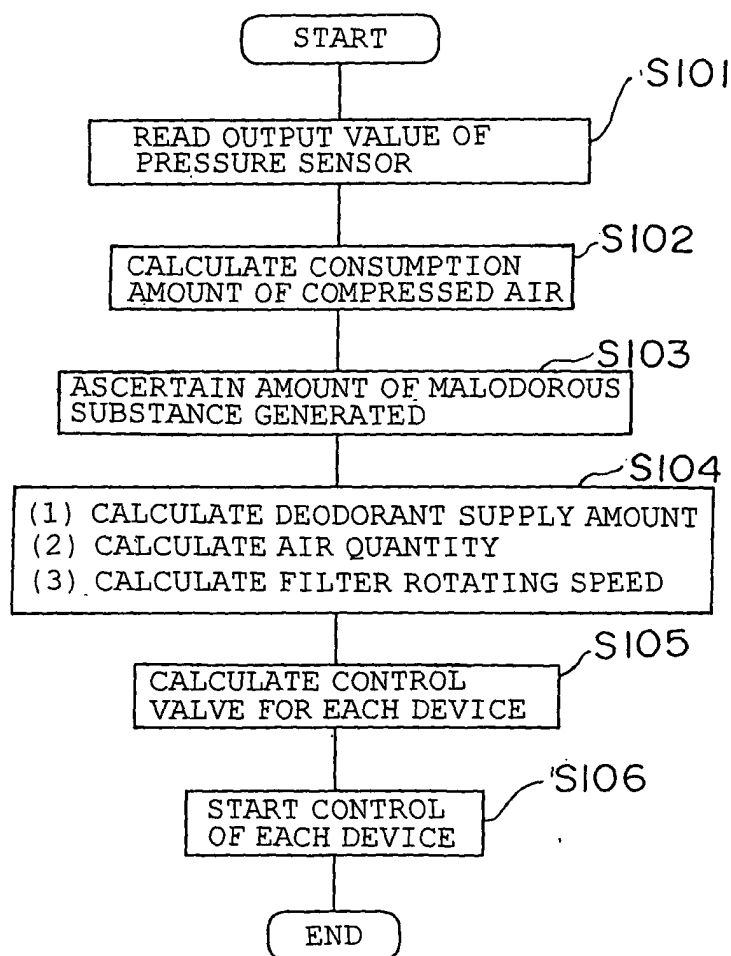 START
S101
READ OUTPUT VALUE OF
PRESSURE SENSOR
S102
CALCULATE CONSUMPTION
AMOUNT OF COMPRESSED AIR
S103
ASCERTAIN AMOUNT OF MALODOROUS
SUBSTANCE GENERATED
S104
(1) CALCULATE DEODORANT SUPPLY AMOUNT
(2) CALCULATE AIR QUANTITY
(3) CALCULATE FILTER ROTATING SPEED
S105
CALCULATE CONTROL
VALVE FOR EACH DEVICE
S106
START CONTROL
OF EACH DEVICE
END